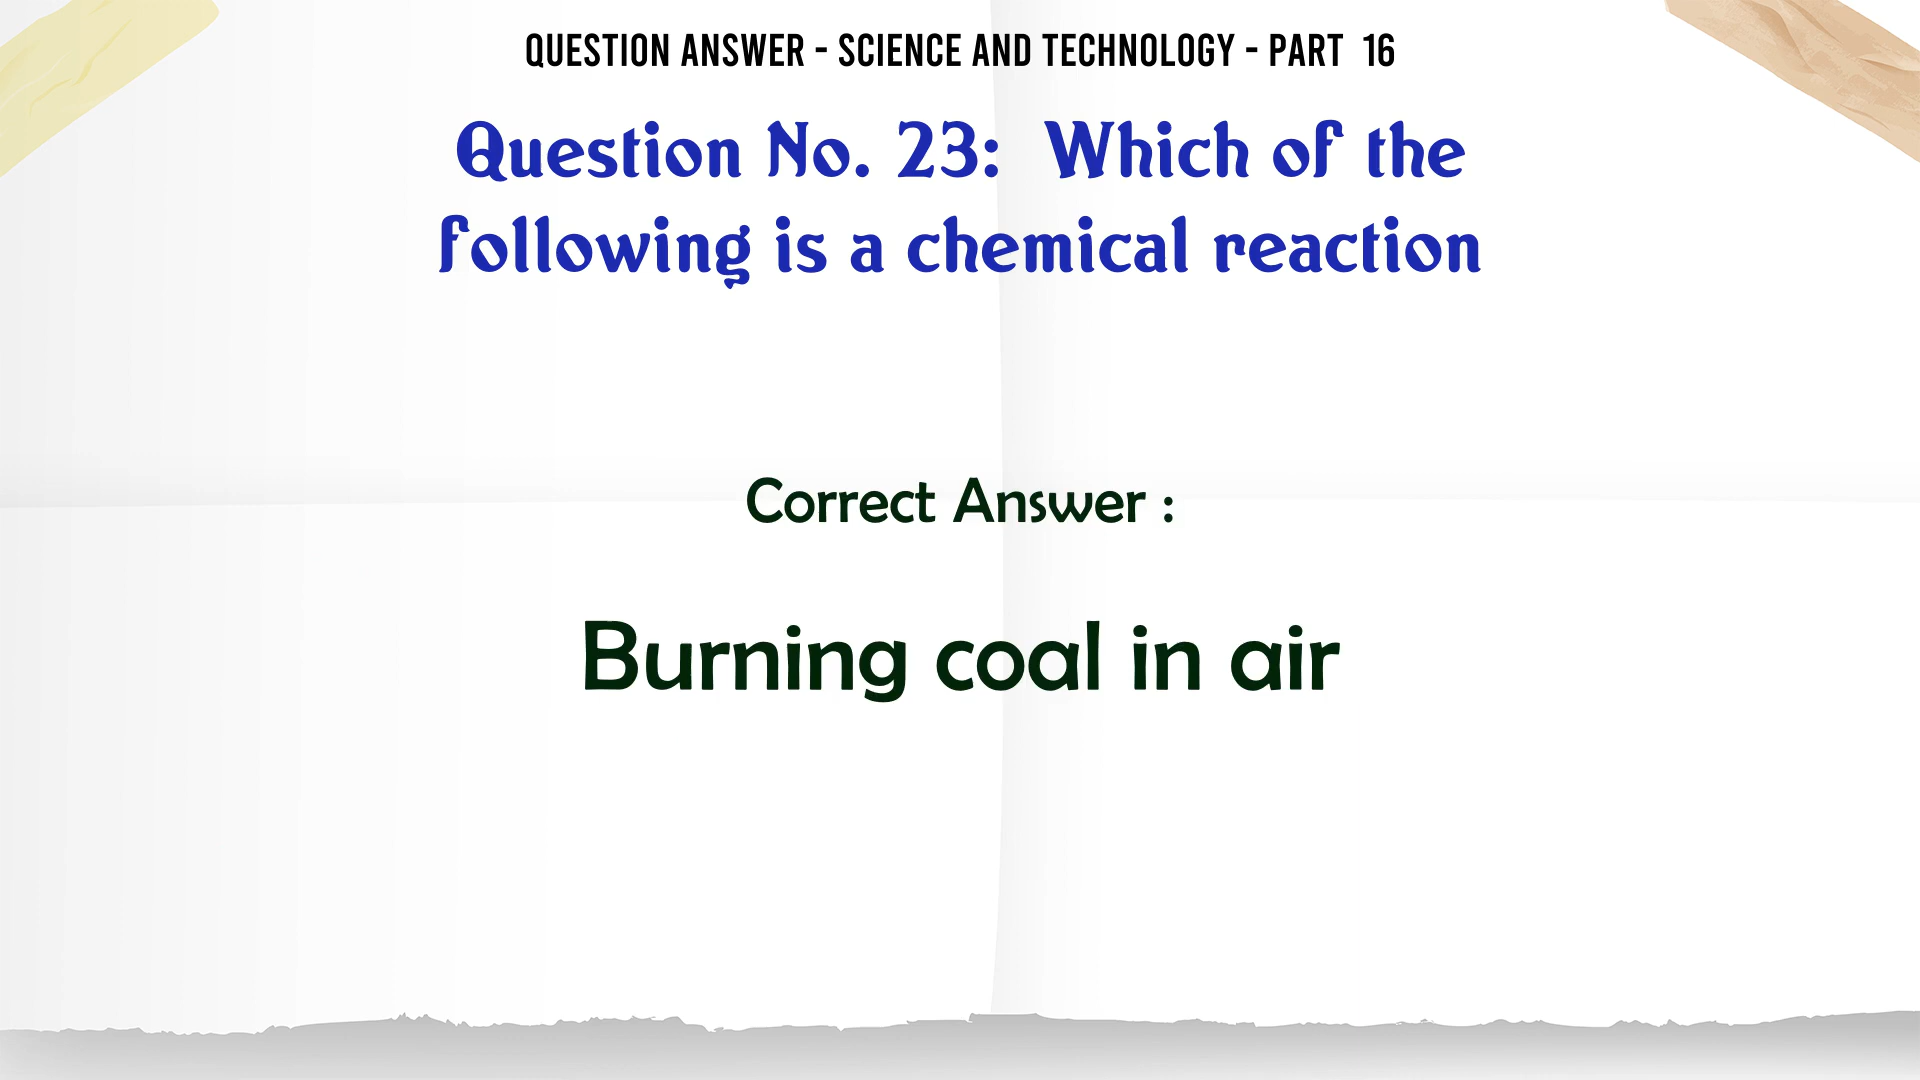 QUESTION ANSWER - SCIENCE AND TECHNOLOGY - PART 16
Question No. 23: Which of the
following is a chemical reaction
Correct Answer :
Burning coal in air